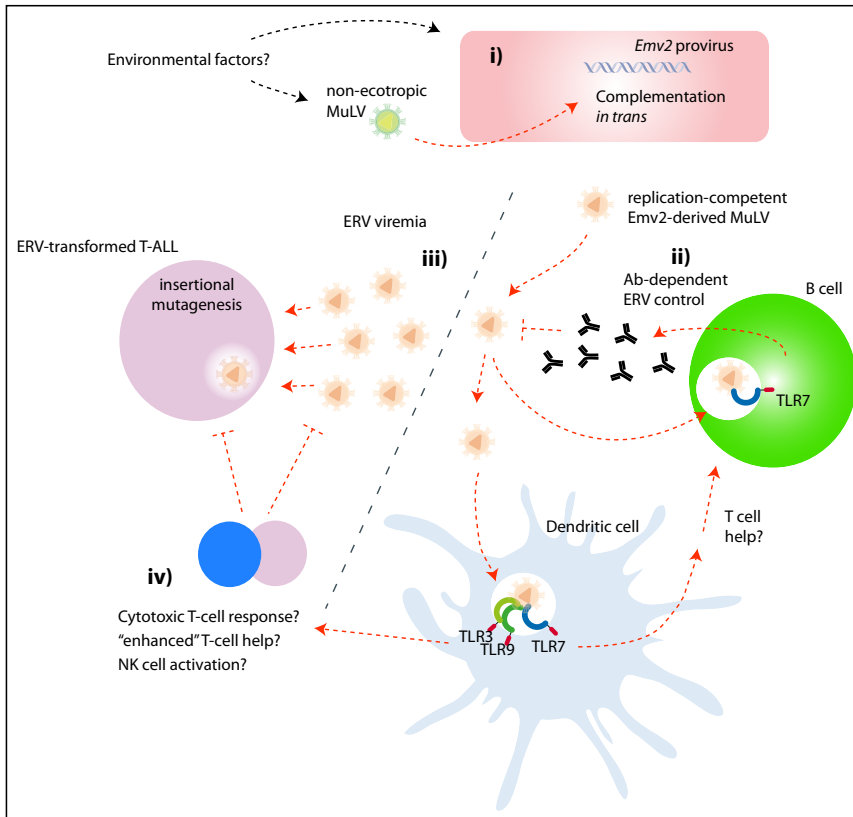 Environmental factors?
i)
Emv2 provirus
non-ecotropic
MuLV
Complementation
in trans
replication-competent
Emv2-derived MuLV
ERV viremia
ERV-transformed T-ALL
iii)
ii)
insertional
mutagenesis
Ab-dependent
ERV control
B cell
TLR7
Dendritic cell
T cell
help?
iv)
Cytotoxic T-cell response?
“enhanced” T-cell help?
NK cell activation?
TLR3
TLR9
TLR7